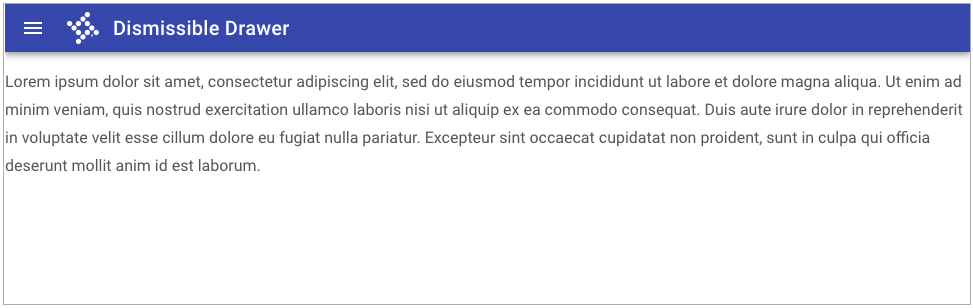 Dismissible Drawer
Lorem ipsum dolor sit amet, consectetur adipiscing elit, sed do eiusmod tempor incididunt ut labore et dolore magna aliqua. Ut enim ad
minim veniam, quis nostrud exercitation ullamco laboris nisi ut aliquip ex ea commodo consequat. Duis aute irure dolor in reprehenderit
in voluptate velit esse cillum dolore eu fugiat nulla pariatur. Excepteur sint occaecat cupidatat non proident, sunt in culpa qui officia
deserunt mollit anim id est laborum.